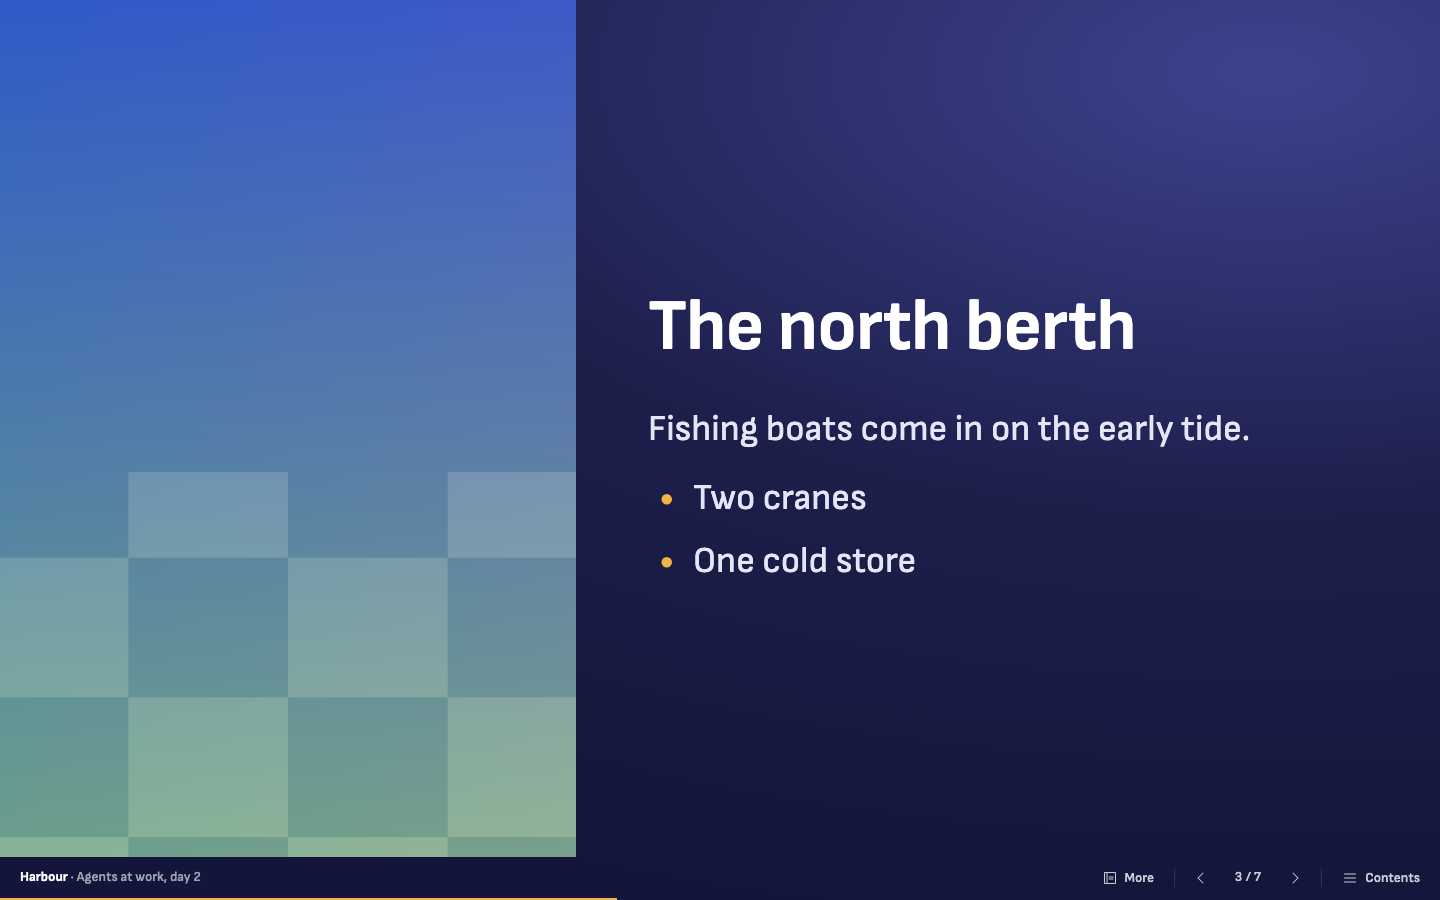 The north berth
Fishing boats come in on the early tide.
• Two cranes
• One cold store
Harbour · Agents at work, day 2
More
3 / 7
Contents